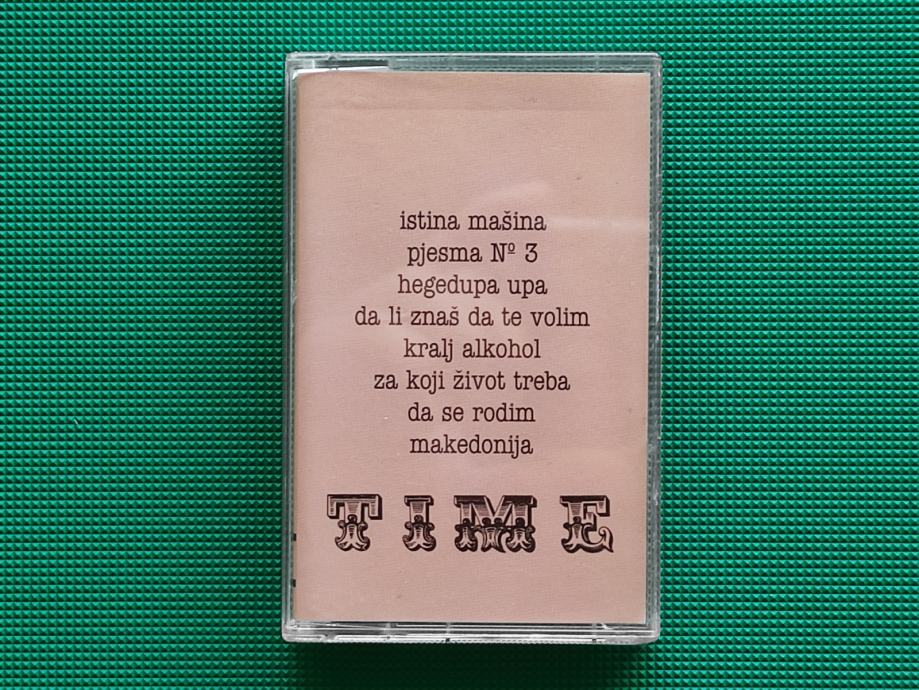 istina mašina
pjesma Nº 3
hegedupa upa
da li znaš da te volim
kralj alkohol
za koji život treba
da se rodim
makedonija
TIME